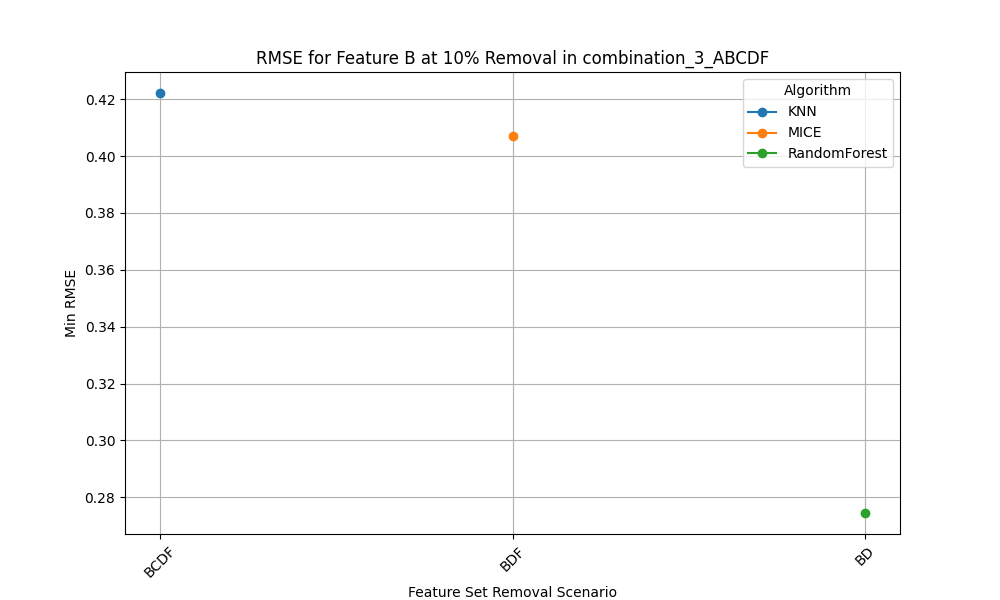 RMSE for Feature B at 10% Removal in combination_3_ABCDF
Algorithm
KNN
MICE
RandomForest
0.42
0.40
0.38
0.36
0.34
0.32
0.30
0.28
Min RMSE
BCDF
BDF
BD
Feature Set Removal Scenario